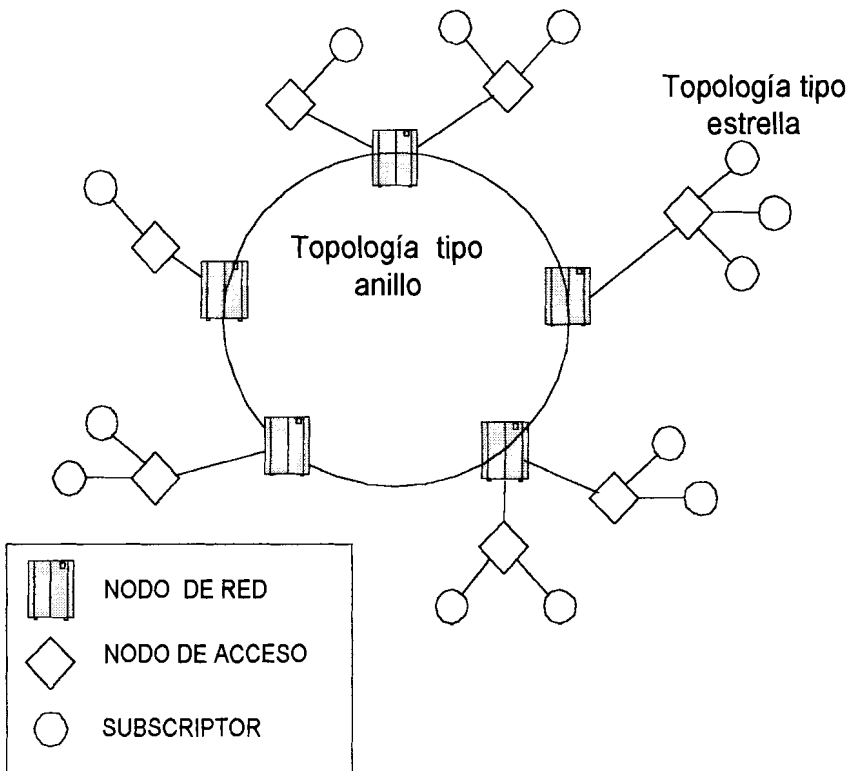 Topología tipo
estrella
Topología tipo
anillo
NODO DE RED
NODO DE ACCESO
SUBSCRIPTOR